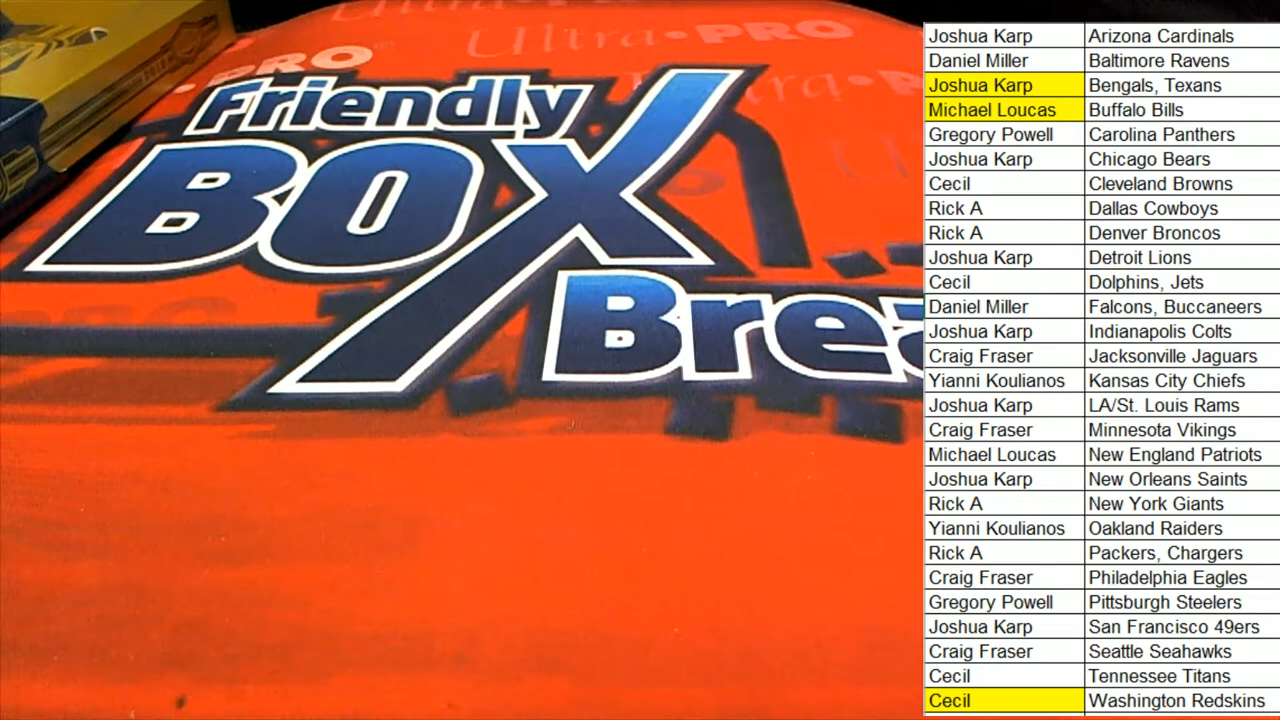 Ultra PRO
PRO
Friendly
BOX
Brea
Joshua Karp Arizona Cardinals
Daniel Miller Baltimore Ravens
Joshua Karp Bengals, Texans
Michael Loucas Buffalo Bills
Gregory Powell Carolina Panthers
Joshua Karp Chicago Bears
Cecil Cleveland Browns
Rick A Dallas Cowboys
Rick A Denver Broncos
Joshua Karp Detroit Lions
Cecil Dolphins, Jets
Daniel Miller Falcons, Buccaneers
Joshua Karp Indianapolis Colts
Craig Fraser Jacksonville Jaguars
Yianni Koulianos Kansas City Chiefs
Joshua Karp LA/St. Louis Rams
Craig Fraser Minnesota Vikings
Michael Loucas New England Patriots
Joshua Karp New Orleans Saints
Rick A New York Giants
Yianni Koulianos Oakland Raiders
Rick A Packers, Chargers
Craig Fraser Philadelphia Eagles
Gregory Powell Pittsburgh Steelers
Joshua Karp San Francisco 49ers
Craig Fraser Seattle Seahawks
Cecil Tennessee Titans
Cecil Washington Redskins